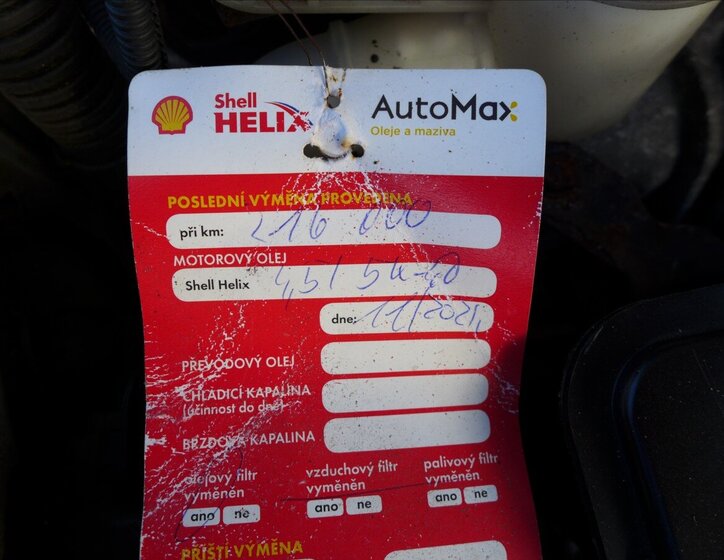 Shell
HELIX
AutoMax
Oleje a maziva
POSLEDNÍ VÝMĚNA PROVEDENA
při km: 216 000
MOTOROVÝ OLEJ
Shell Helix 4,5l 5W-40
dne: 11/2021
PŘEVODOVÝ OLEJ
CHLADICÍ KAPALINA
(účinnost do dne)
BRZDOVÁ KAPALINA
olejový filtr
vyměněn
ano ne
vzduchový filtr
vyměněn
ano ne
palivový filtr
vyměněn
ano ne
PŘÍŠTÍ VÝMĚNA